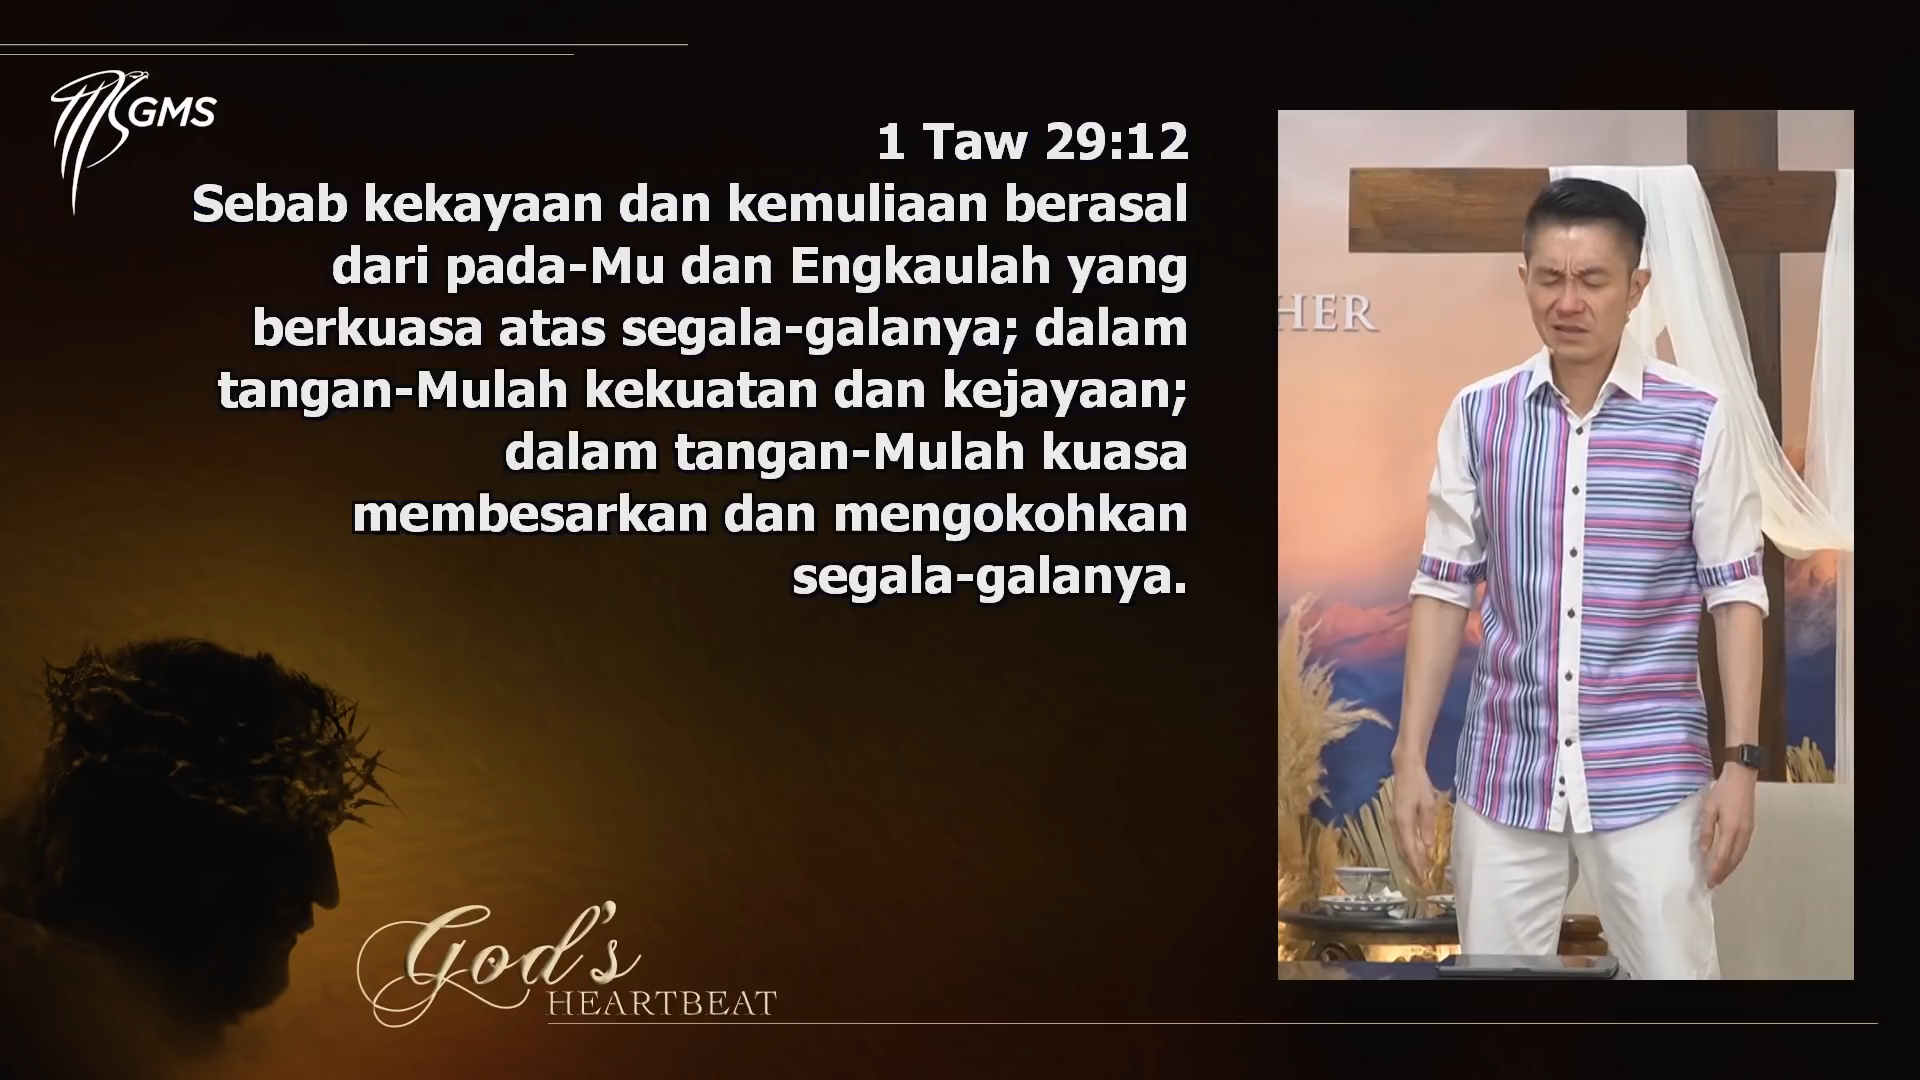 GMS
1 Taw 29:12
Sebab kekayaan dan kemuliaan berasal
dari pada-Mu dan Engkaulah yang
berkuasa atas segala-galanya; dalam
tangan-Mulah kekuatan dan kejayaan;
dalam tangan-Mulah kuasa
membesarkan dan mengokohkan
segala-galanya.
HER
God's
HEARTBEAT